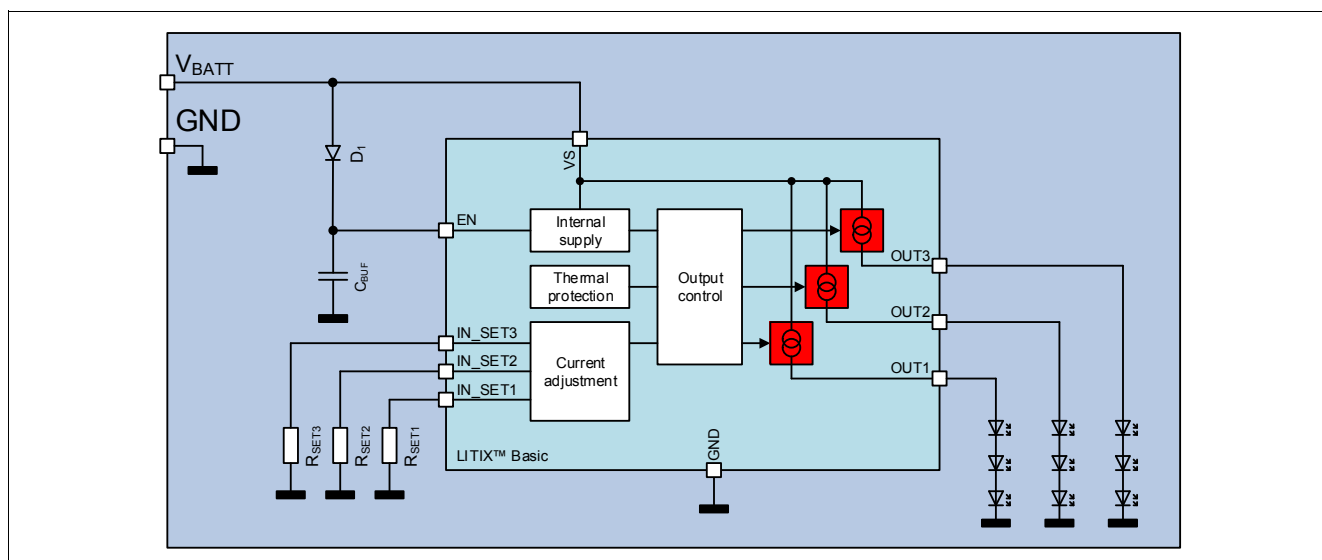 VBATT
GND
D1
VS
EN
Internal
supply
Thermal
protection
Output
control
CBUF
OUT3
OUT2
OUT1
IN_SET3
IN_SET2
IN_SET1
Current
adjustment
RSET3
RSET2
RSET1
LITIX™ Basic
GND